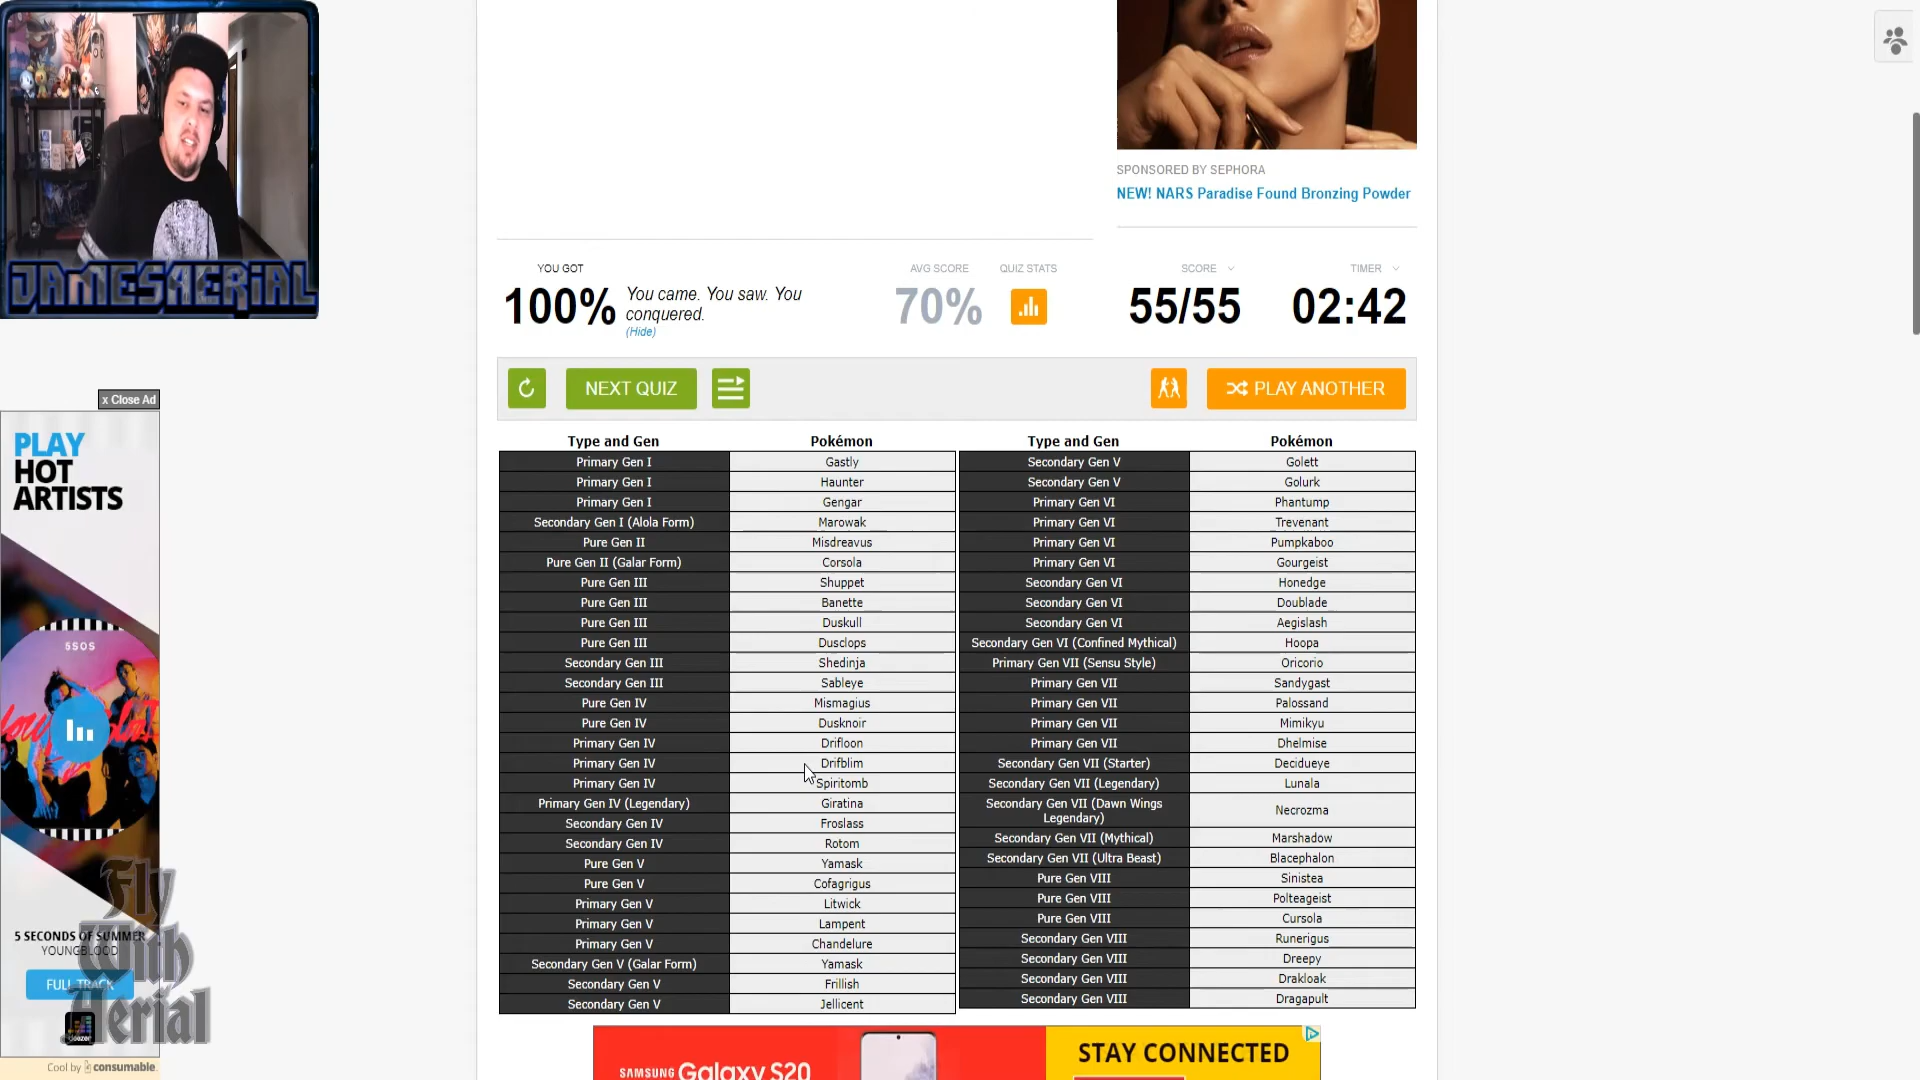 JAMESAERIAL
SPONSORED BY SEPHORA
NEW! NARS Paradise Found Bronzing Powder
YOU GOT
100%
You came. You saw. You
conquered.
(Hide)
AVG SCORE
70%
QUIZ STATS
SCORE
55/55
TIMER
02:42
NEXT QUIZ
PLAY ANOTHER
x Close Ad
PLAY
HOT
ARTISTS
5SOS
5 SECONDS OF SUMMER
YOUNGBLOOD
FULL TRACK
deezer
Fly
With
Aerial
Cool by consumable.
Type and Gen Pokémon
Primary Gen I Gastly
Primary Gen I Haunter
Primary Gen I Gengar
Secondary Gen I (Alola Form) Marowak
Pure Gen II Misdreavus
Pure Gen II (Galar Form) Corsola
Pure Gen III Shuppet
Pure Gen III Banette
Pure Gen III Duskull
Pure Gen III Dusclops
Secondary Gen III Shedinja
Secondary Gen III Sableye
Pure Gen IV Mismagius
Pure Gen IV Dusknoir
Primary Gen IV Drifloon
Primary Gen IV Drifblim
Primary Gen IV Spiritomb
Primary Gen IV (Legendary) Giratina
Secondary Gen IV Froslass
Secondary Gen IV Rotom
Pure Gen V Yamask
Pure Gen V Cofagrigus
Primary Gen V Litwick
Primary Gen V Lampent
Primary Gen V Chandelure
Secondary Gen V (Galar Form) Yamask
Secondary Gen V Frillish
Secondary Gen V Jellicent
Type and Gen Pokémon
Secondary Gen V Golett
Secondary Gen V Golurk
Primary Gen VI Phantump
Primary Gen VI Trevenant
Primary Gen VI Pumpkaboo
Primary Gen VI Gourgeist
Secondary Gen VI Honedge
Secondary Gen VI Doublade
Secondary Gen VI Aegislash
Secondary Gen VI (Confined Mythical) Hoopa
Primary Gen VII (Sensu Style) Oricorio
Primary Gen VII Sandygast
Primary Gen VII Palossand
Primary Gen VII Mimikyu
Primary Gen VII Dhelmise
Secondary Gen VII (Starter) Decidueye
Secondary Gen VII (Legendary) Lunala
Secondary Gen VII (Dawn Wings
Legendary) Necrozma
Secondary Gen VII (Mythical) Marshadow
Secondary Gen VII (Ultra Beast) Blacephalon
Pure Gen VIII Sinistea
Pure Gen VIII Polteageist
Pure Gen VIII Cursola
Secondary Gen VIII Runerigus
Secondary Gen VIII Dreepy
Secondary Gen VIII Drakloak
Secondary Gen VIII Dragapult
SAMSUNG Galaxy S20
STAY CONNECTED